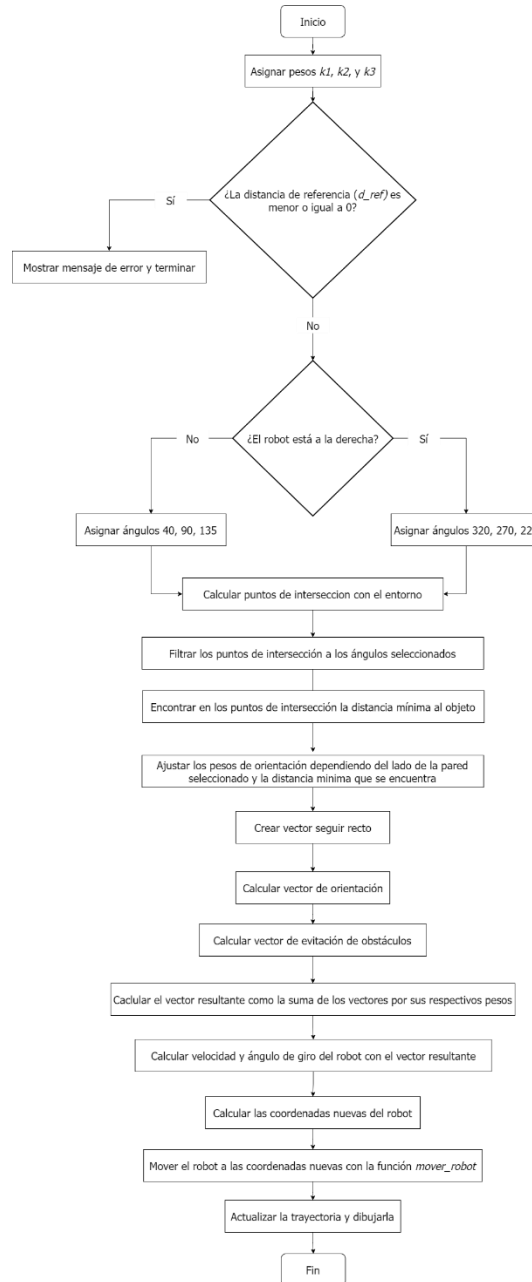 Inicio
Asignar pesos k1, k2, y k3
¿La distancia de referencia (d_ref) es
menor o igual a 0?
Sí
Mostrar mensaje de error y terminar
No
¿El robot está a la derecha?
No
Sí
Asignar ángulos 40, 90, 135
Asignar ángulos 320, 270, 22
Calcular puntos de interseccion con el entorno
Filtrar los puntos de intersección a los ángulos seleccionados
Encontrar en los puntos de intersección la distancia mínima al objeto
Ajustar los pesos de orientación dependiendo del lado de la pared
seleccionado y la distancia minima que se encuentra
Crear vector seguir recto
Calcular vector de orientación
Calcular vector de evitación de obstáculos
Caclular el vector resultante como la suma de los vectores por sus respectivos pesos
Calcular velocidad y ángulo de giro del robot con el vector resultante
Calcular las coordenadas nuevas del robot
Mover el robot a las coordenadas nuevas con la función mover_robot
Actualizar la trayectoria y dibujarla
Fin